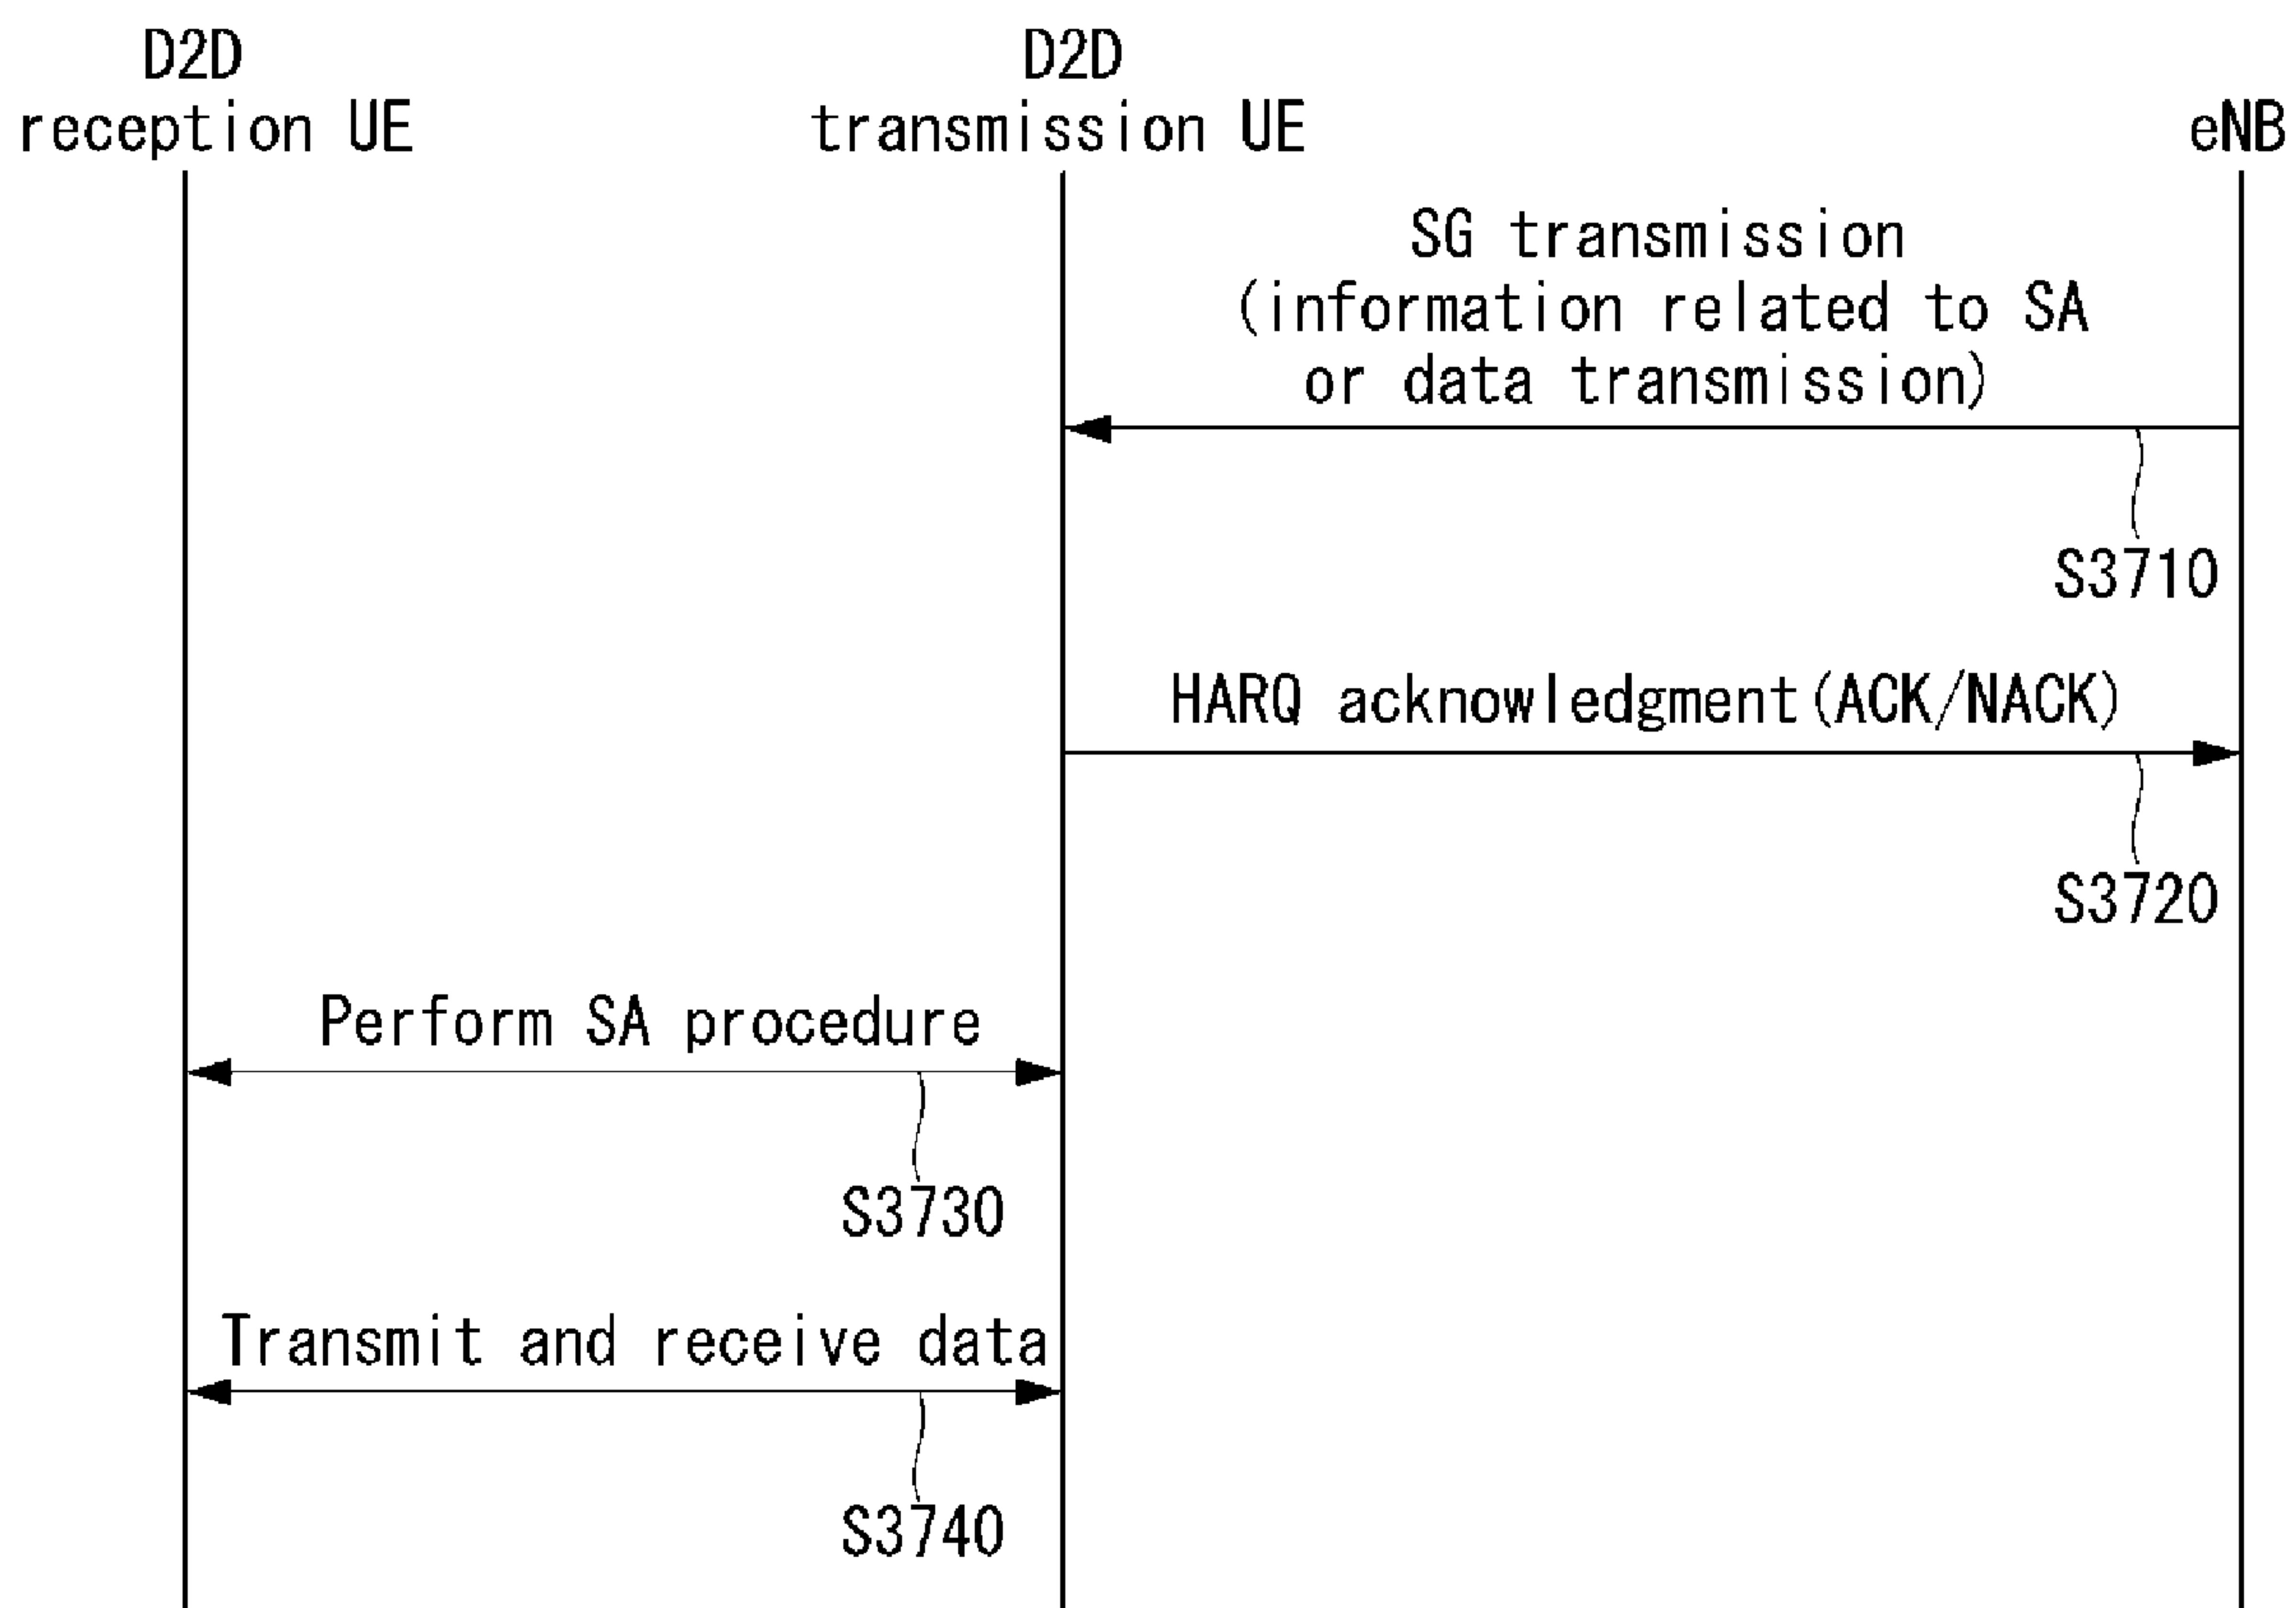 D2D
reception UE
D2D
transmission UE
eNB
SG transmission
(information related to SA
or data transmission)
S3710
HARQ acknowledgment(ACK/NACK)
S3720
Perform SA procedure
S3730
Transmit and receive data
S3740